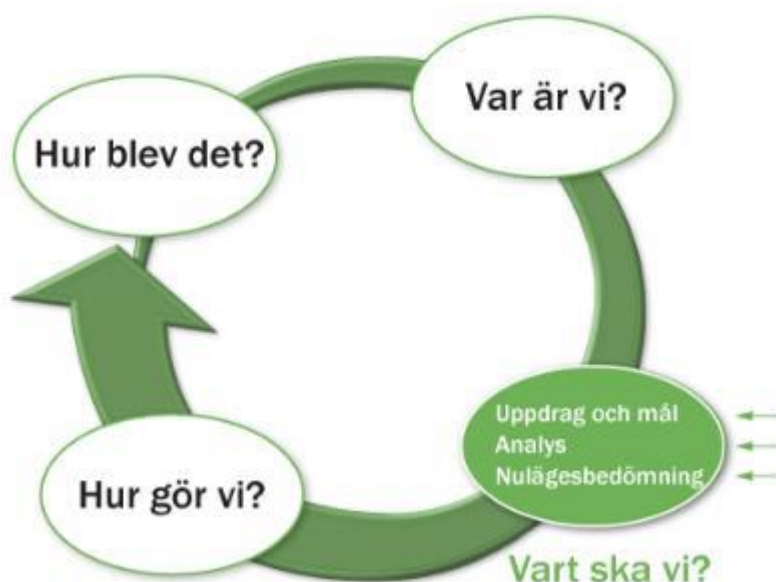 Var är vi?
Hur blev det?
Uppdrag och mål
Analys
Nulägesbedömning
Hur gör vi?
Vart ska vi?